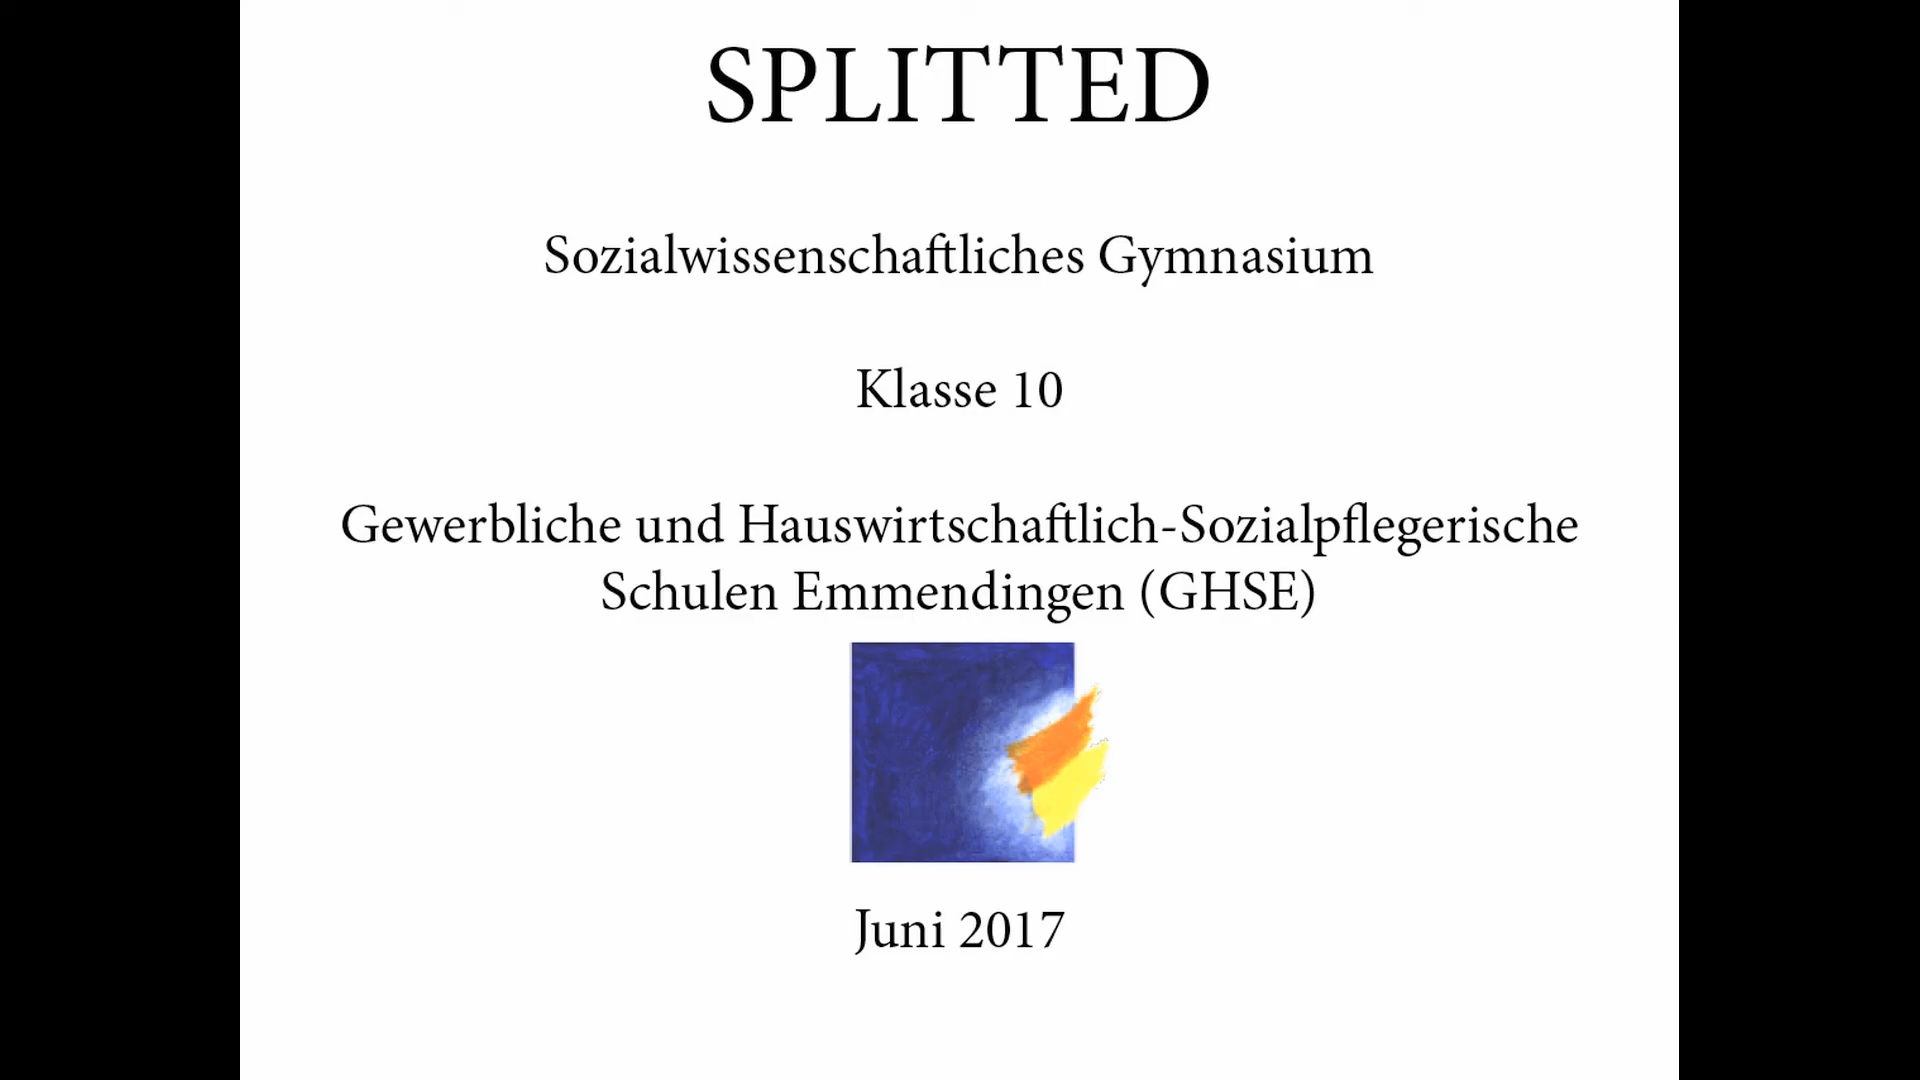 SPLITTED
Sozialwissenschaftliches Gymnasium
Klasse 10
Gewerbliche und Hauswirtschaftlich-Sozialpflegerische
Schulen Emmendingen (GHSE)
Juni 2017